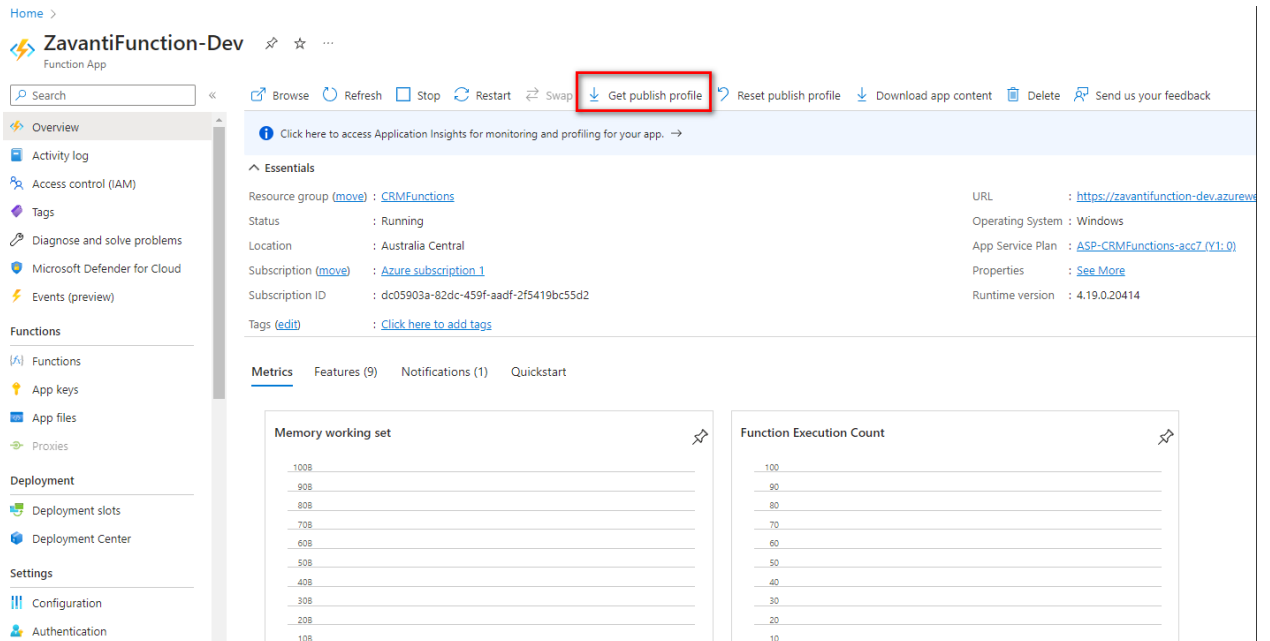 Home >
ZavantiFunction-Dev
Function App
Search
Browse Refresh Stop Restart Swap Get publish profile Reset publish profile Download app content Delete Send us your feedback
Overview
Activity log
Access control (IAM)
Tags
Diagnose and solve problems
Microsoft Defender for Cloud
Events (preview)
Functions
Functions
App keys
App files
Proxies
Deployment
Deployment slots
Deployment Center
Settings
Configuration
Authentication
Click here to access Application Insights for monitoring and profiling for your app. →
Essentials
Resource group (move) : CRMFunctions
Status : Running
Location : Australia Central
Subscription (move) : Azure subscription 1
Subscription ID : dc05903a-82dc-459f-aadf-2f5419bc55d2
Tags (edit) : Click here to add tags
URL : https://zavantifunction-dev.azurewe
Operating System : Windows
App Service Plan : ASP-CRMFunctions-acc7 (Y1: 0)
Properties : See More
Runtime version : 4.19.0.20414
Metrics Features (9) Notifications (1) Quickstart
Memory working set
100B
90B
80B
70B
60B
50B
40B
30B
20B
10B
Function Execution Count
100
90
80
70
60
50
40
30
20
10